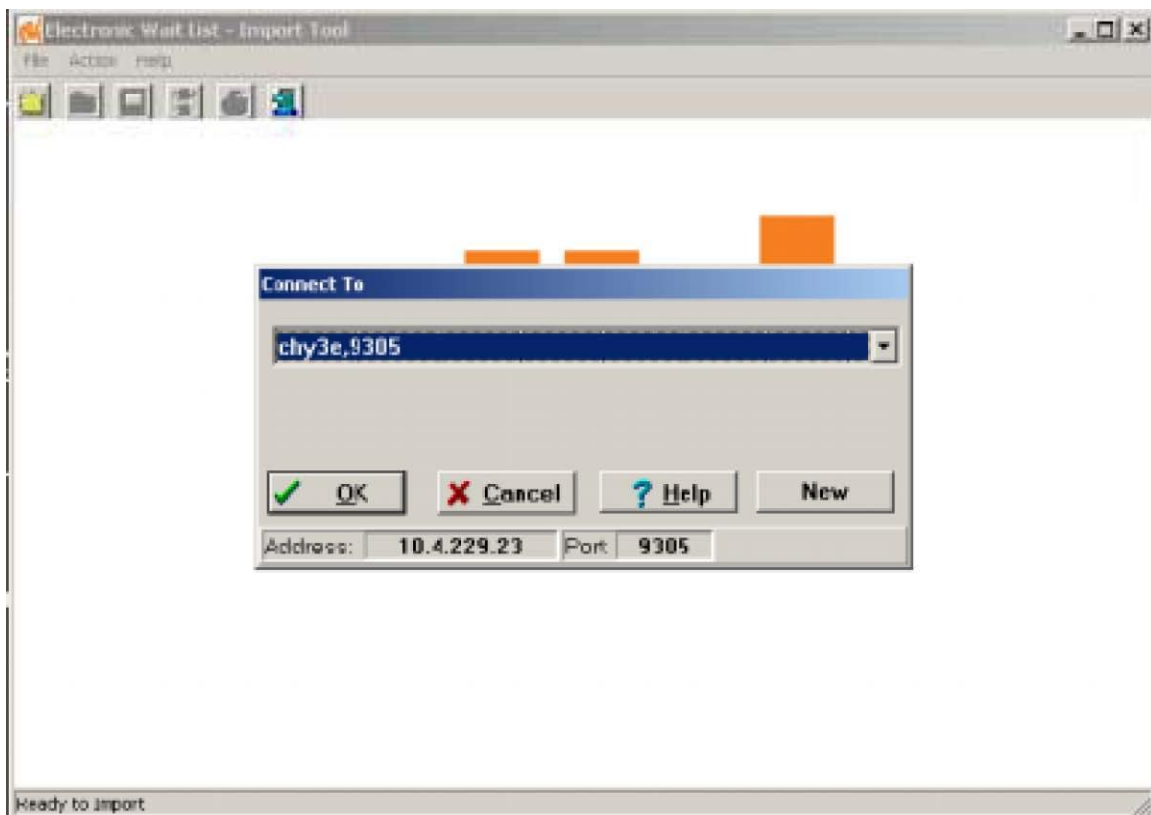 Electronic Wait List - Import Tool
File Action Help
Connect To
chy3e,9305
OK Cancel Help New
Address: 10.4.229.23 Port 9305
Ready to Import